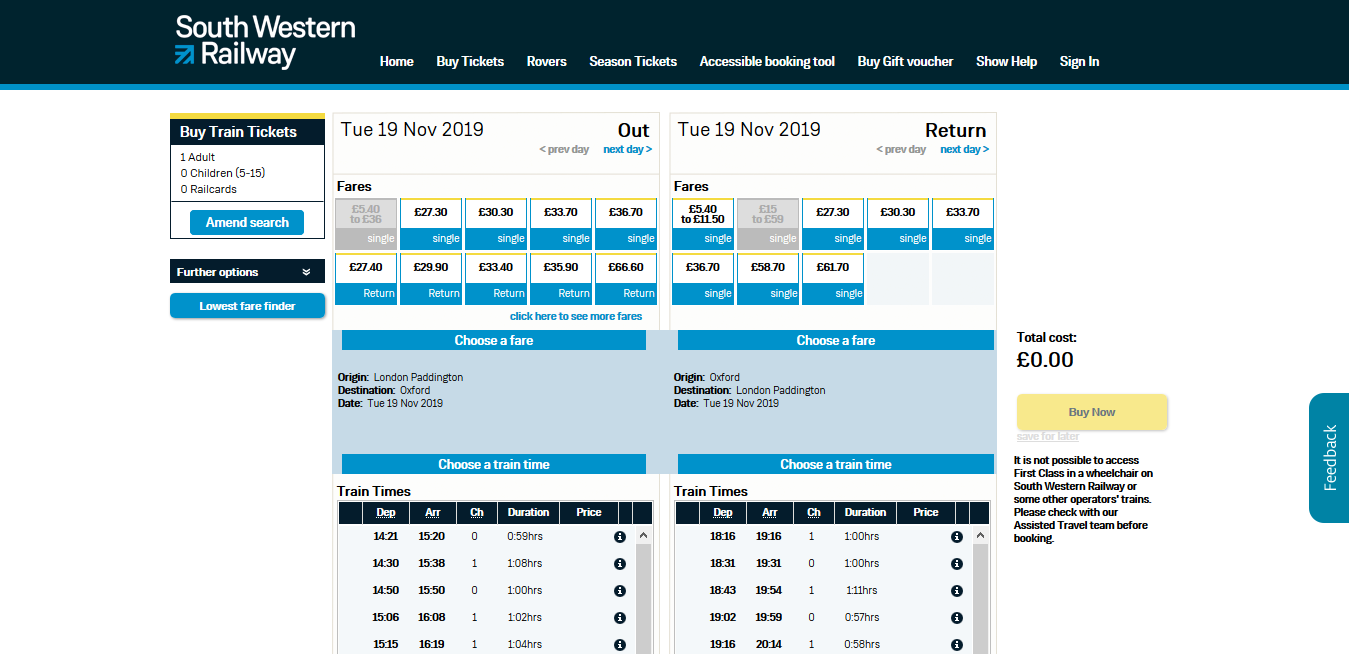 South Western
Railway
Home Buy Tickets Rovers Season Tickets Accessible booking tool Buy Gift voucher Show Help Sign In
Buy Train Tickets
1 Adult
0 Children (5-15)
0 Railcards
Amend search
Further options
Lowest fare finder
Tue 19 Nov 2019 Out
< prev day next day >
Fares
£5.40 to £36 £27.30 £30.30 £33.70 £36.70
single single single single single
£27.40 £29.90 £33.40 £35.90 £66.60
Return Return Return Return Return
click here to see more fares
Choose a fare
Origin: London Paddington
Destination: Oxford
Date: Tue 19 Nov 2019
Choose a train time
Train Times
Dep Arr Ch Duration Price
14:21 15:20 0 0:59hrs
14:30 15:38 1 1:08hrs
14:50 15:50 0 1:00hrs
15:06 16:08 1 1:02hrs
15:15 16:19 1 1:04hrs
Tue 19 Nov 2019 Return
< prev day next day >
Fares
£5.40 to £11.50 £15 to £59 £27.30 £30.30 £33.70
single single single single single
£36.70 £58.70 £61.70
single single single
Choose a fare
Origin: Oxford
Destination: London Paddington
Date: Tue 19 Nov 2019
Choose a train time
Train Times
Dep Arr Ch Duration Price
18:16 19:16 1 1:00hrs
18:31 19:31 0 1:00hrs
18:43 19:54 1 1:11hrs
19:02 19:59 0 0:57hrs
19:16 20:14 1 0:58hrs
Total cost:
£0.00
Buy Now
save for later
It is not possible to access
First Class in a wheelchair on
South Western Railway or
some other operators' trains.
Please check with our
Assisted Travel team before
booking.
Feedback